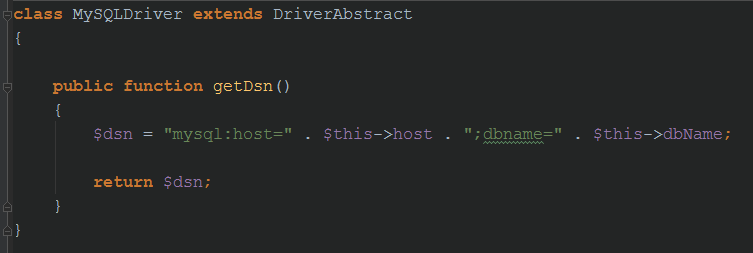 class MySQLDriver extends DriverAbstract
{
public function getDsn()
{
$dsn = "mysql:host=" . $this->host . ";dbname=" . $this->dbName;
return $dsn;
}
}